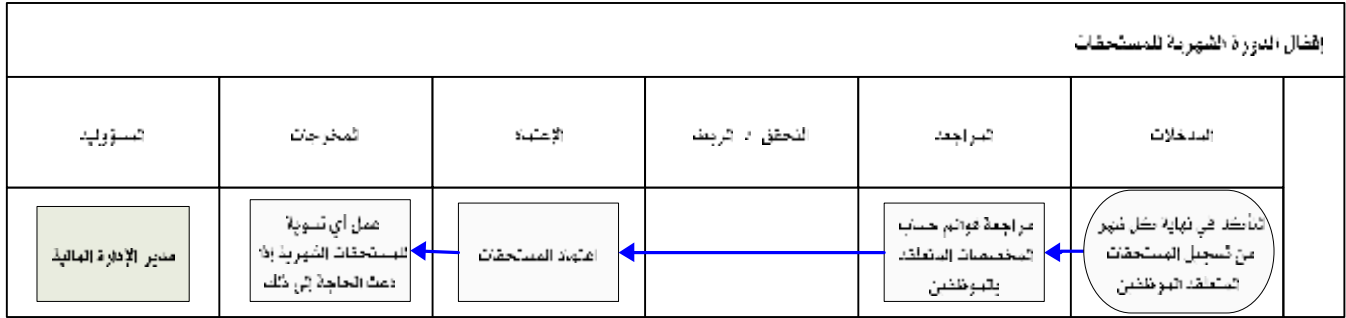 إقفال الدورة الشهرية للمستحقات
المدخلات
المراجعة
التحقق
الإعتماد
المخرجات
المسؤولية
التأكد في نهاية كل شهر
من تسجيل المستحقات
المتعلقة بالموظفين
مراجعة قوائم حساب
المخصصات المتعلقة
بالموظفين
اعتماد المستحقات
عمل أي تسوية
للمستحقات الشهرية إذا
دعت الحاجة إلى ذلك
مدير الإدارة المالية